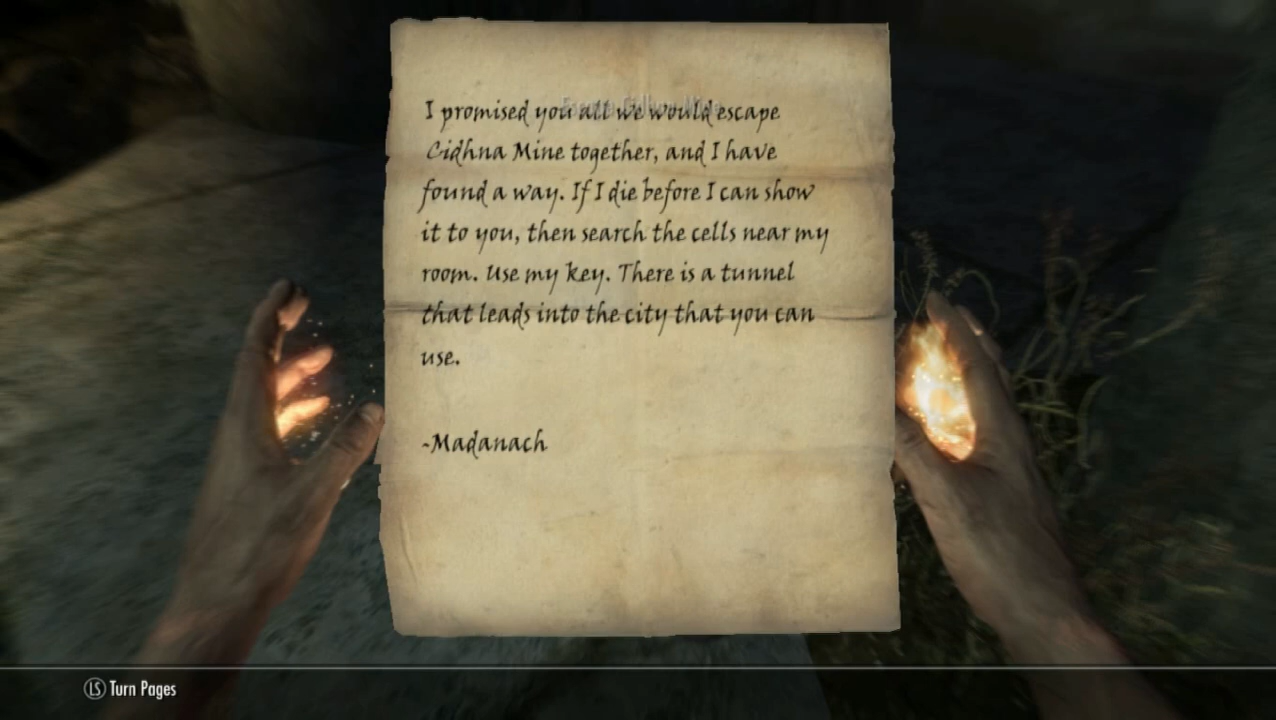 I promised you all we would escape
Cidhna Mine together, and I have
found a way. If I die before I can show
it to you, then search the cells near my
room. Use my key. There is a tunnel
that leads into the city that you can
use.
~Madanach
LS Turn Pages